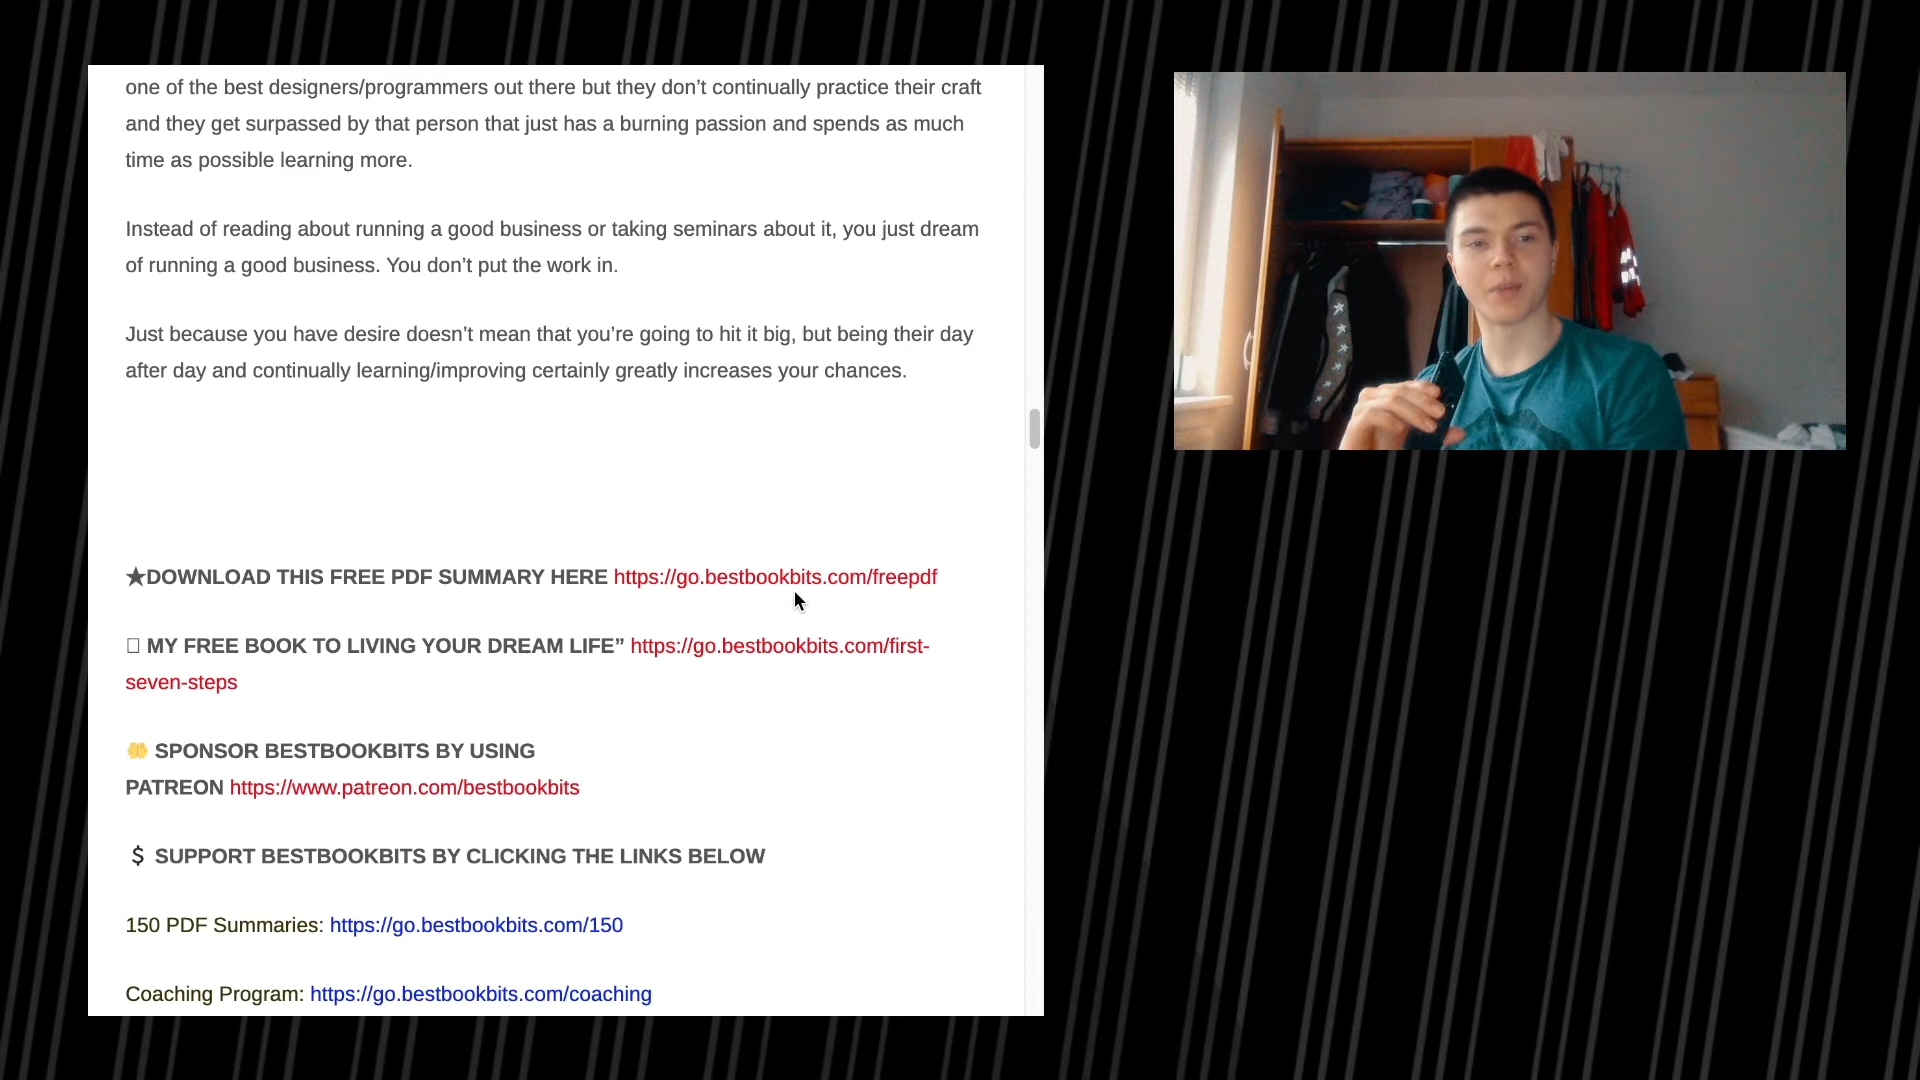 one of the best designers/programmers out there but they don’t continually practice their craft
and they get surpassed by that person that just has a burning passion and spends as much
time as possible learning more.
Instead of reading about running a good business or taking seminars about it, you just dream
of running a good business. You don’t put the work in.
Just because you have desire doesn’t mean that you’re going to hit it big, but being their day
after day and continually learning/improving certainly greatly increases your chances.
★DOWNLOAD THIS FREE PDF SUMMARY HERE https://go.bestbookbits.com/freepdf
MY FREE BOOK TO LIVING YOUR DREAM LIFE” https://go.bestbookbits.com/first-
seven-steps
🤲 SPONSOR BESTBOOKBITS BY USING
PATREON https://www.patreon.com/bestbookbits
$ SUPPORT BESTBOOKBITS BY CLICKING THE LINKS BELOW
150 PDF Summaries: https://go.bestbookbits.com/150
Coaching Program: https://go.bestbookbits.com/coaching